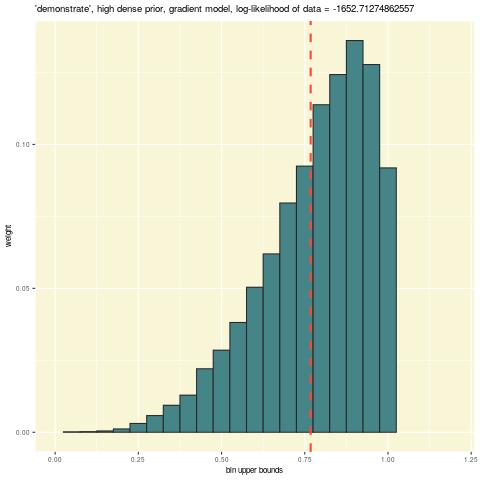 'demonstrate', high dense prior, gradient model, log-likelihood of data = -1652.71274862557
0.10
0.05
0.00
weight
0.00 0.25 0.50 0.75 1.00 1.25
bin upper bounds